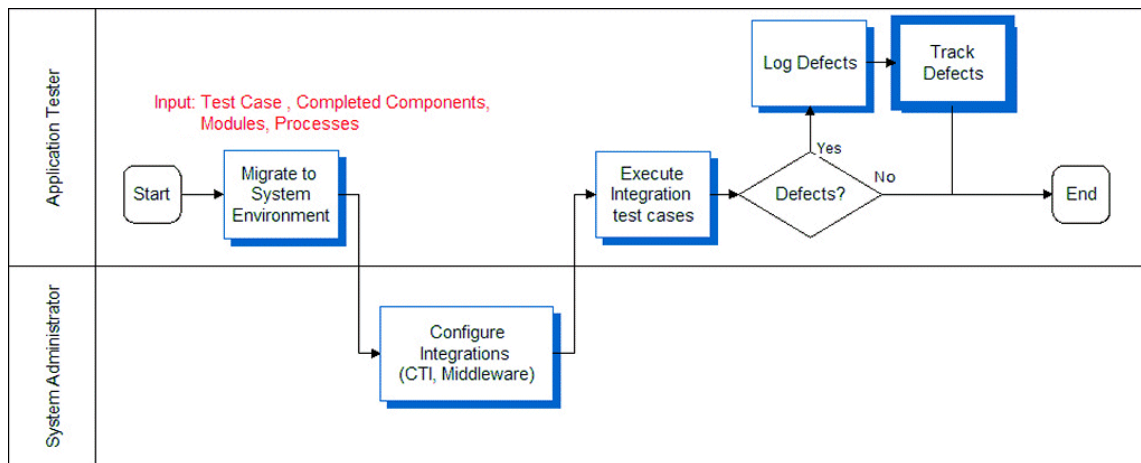 Application Tester
Input: Test Case , Completed Components,
Modules, Processes
Start
Migrate to
System
Environment
Execute
Integration
test cases
Defects?
Yes
No
Log Defects
Track
Defects
End
System Administrator
Configure
Integrations
(CTI, Middleware)